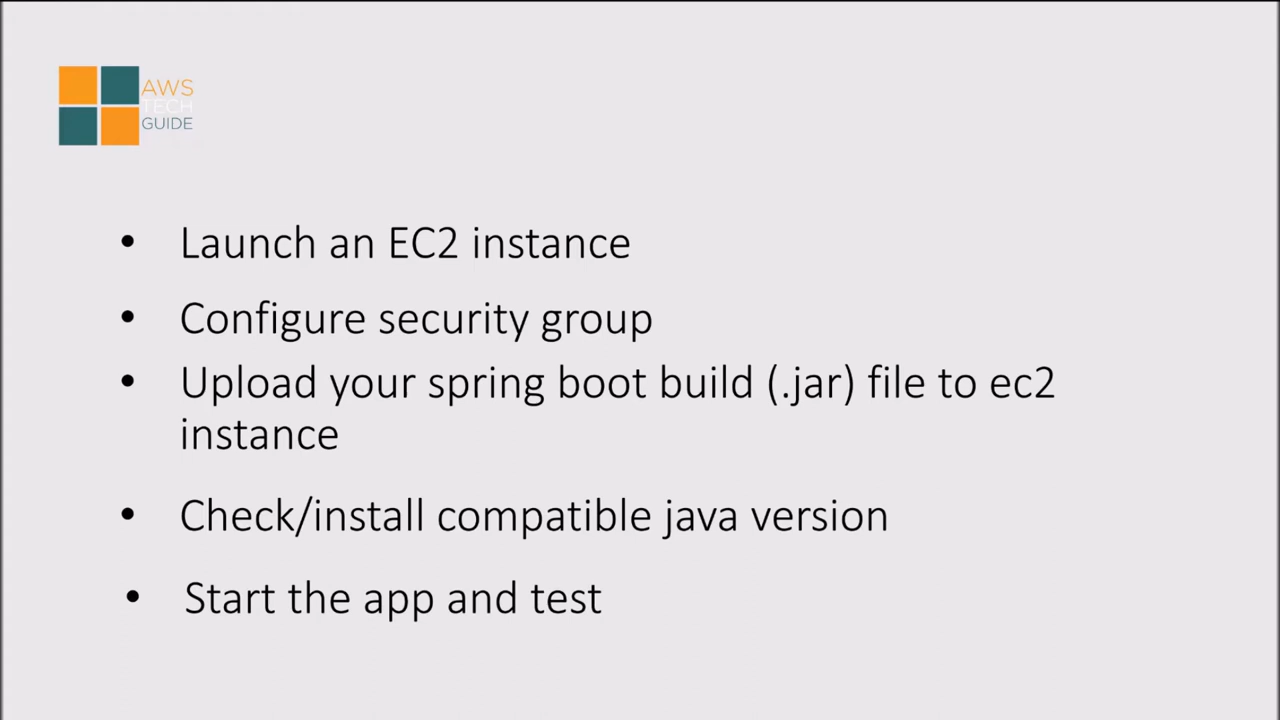 AWS
TECH
GUIDE
• Launch an EC2 instance
• Configure security group
• Upload your spring boot build (.jar) file to ec2
instance
• Check/install compatible java version
• Start the app and test